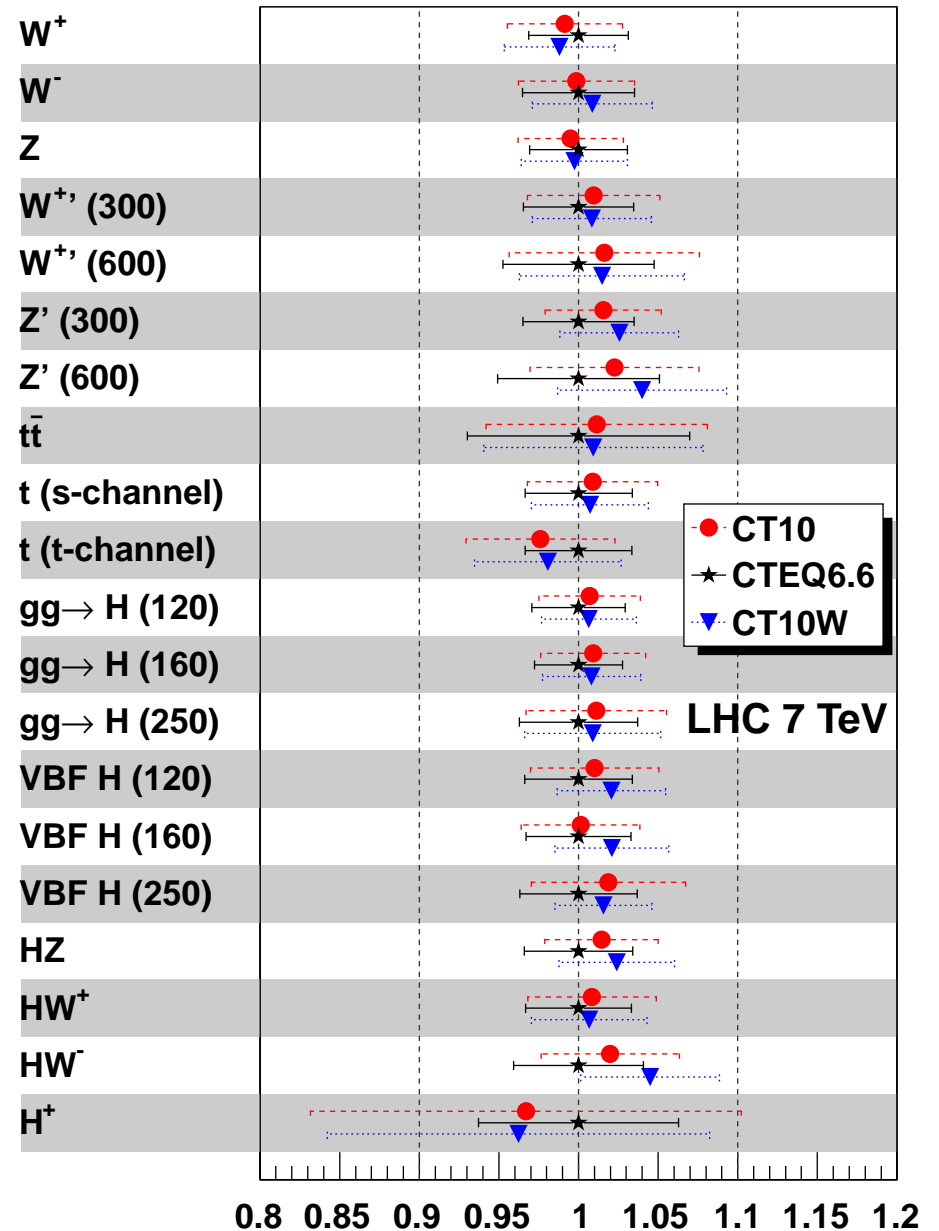 W⁺
W⁻
Z
W⁺’ (300)
W⁺’ (600)
Z’ (300)
Z’ (600)
tt̄
t (s-channel)
t (t-channel)
gg→ H (120)
gg→ H (160)
gg→ H (250)
VBF H (120)
VBF H (160)
VBF H (250)
HZ
HW⁺
HW⁻
H⁺
CT10
CTEQ6.6
CT10W
LHC 7 TeV
0.8 0.85 0.9 0.95 1 1.05 1.1 1.15 1.2